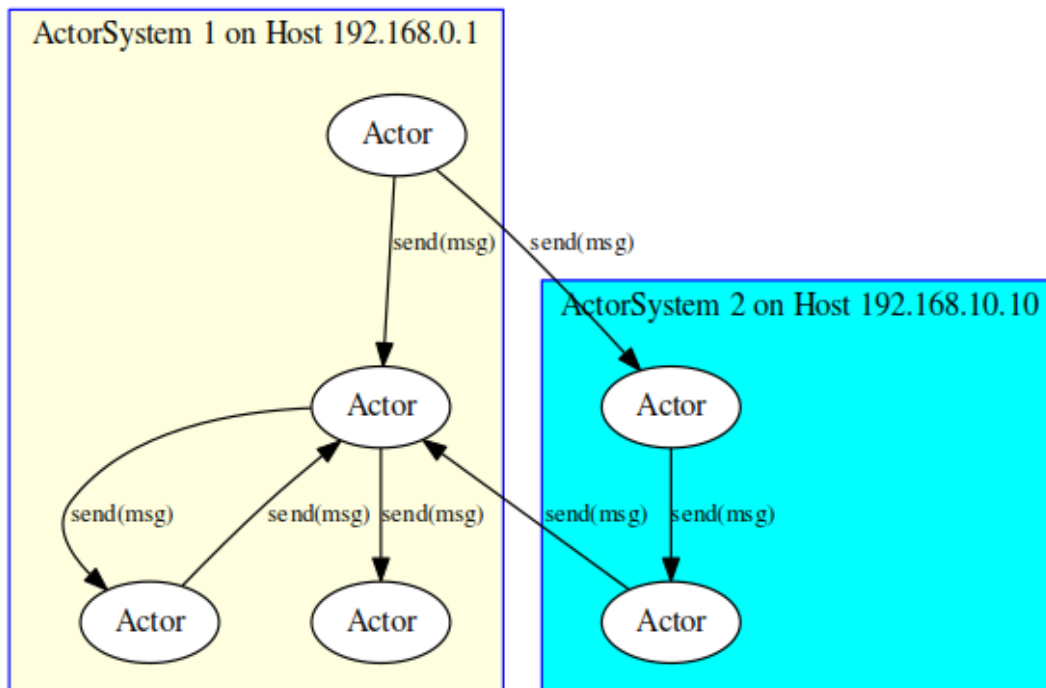 ActorSystem 1 on Host 192.168.0.1
Actor
send(msg)
send(msg)
ActorSystem 2 on Host 192.168.10.10
Actor
Actor
send(msg)
send(msg)
send(msg)
send(msg)
send(msg)
Actor
Actor
Actor